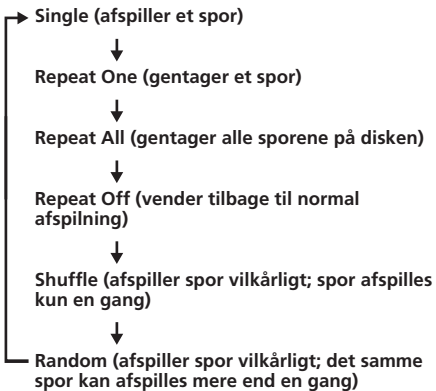 Single (afspiller et spor)
Repeat One (gentager et spor)
Repeat All (gentager alle sporene på disken)
Repeat Off (vender tilbage til normal
afspilning)
Shuffle (afspiller spor vilkårligt; spor afspilles
kun en gang)
Random (afspiller spor vilkårligt; det samme
spor kan afspilles mere end en gang)